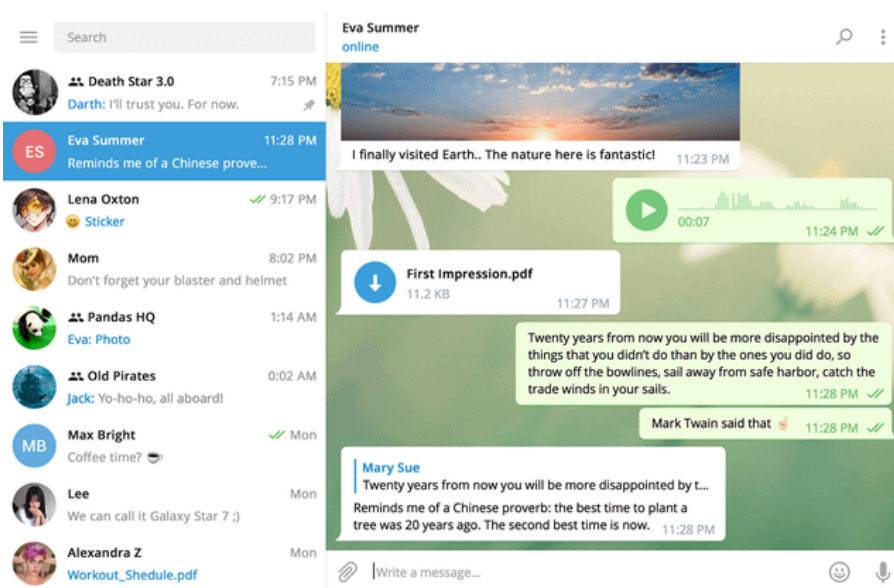 Search
Death Star 3.0 7:15 PM
Darth: I'll trust you. For now.
ES
Eva Summer 11:28 PM
Reminds me of a Chinese prove...
Lena Oxton 9:17 PM
😀 Sticker
Mom 8:02 PM
Don't forget your blaster and helmet
Pandas HQ 1:14 AM
Eva: Photo
Old Pirates 0:02 AM
Jack: Yo-ho-ho, all aboard!
MB
Max Bright Mon
Coffee time? ☕
Lee Mon
We can call it Galaxy Star 7 ;)
Alexandra Z Mon
Workout_Shedule.pdf
Eva Summer
online
I finally visited Earth.. The nature here is fantastic! 11:23 PM
00:07
11:24 PM
First Impression.pdf
11.2 KB
11:27 PM
Twenty years from now you will be more disappointed by the
things that you didn't do than by the ones you did do, so
throw off the bowlines, sail away from safe harbor, catch the
trade winds in your sails.
11:28 PM
Mark Twain said that ☝🏻 11:28 PM
Mary Sue
Twenty years from now you will be more disappointed by t...
Reminds me of a Chinese proverb: the best time to plant a
tree was 20 years ago. The second best time is now. 11:28 PM
Write a message...